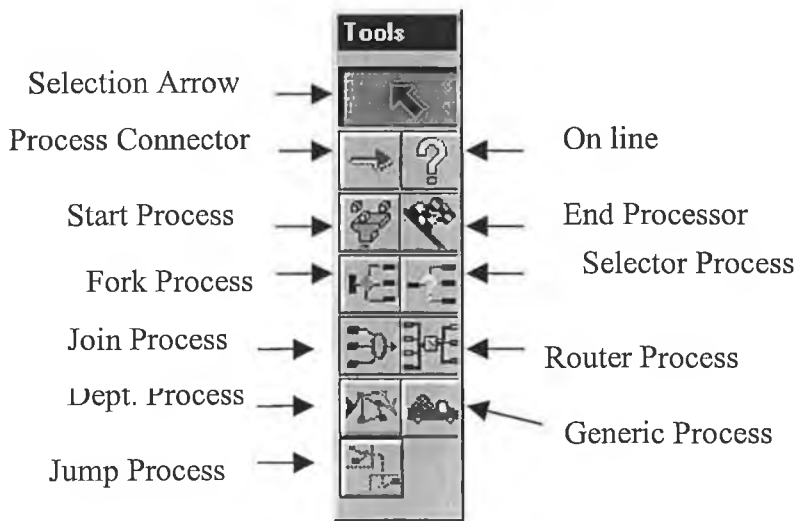 Tools
Selection Arrow
Process Connector
On line
Start Process
End Processor
Fork Process
Selector Process
Join Process
Router Process
Dept. Process
Generic Process
Jump Process